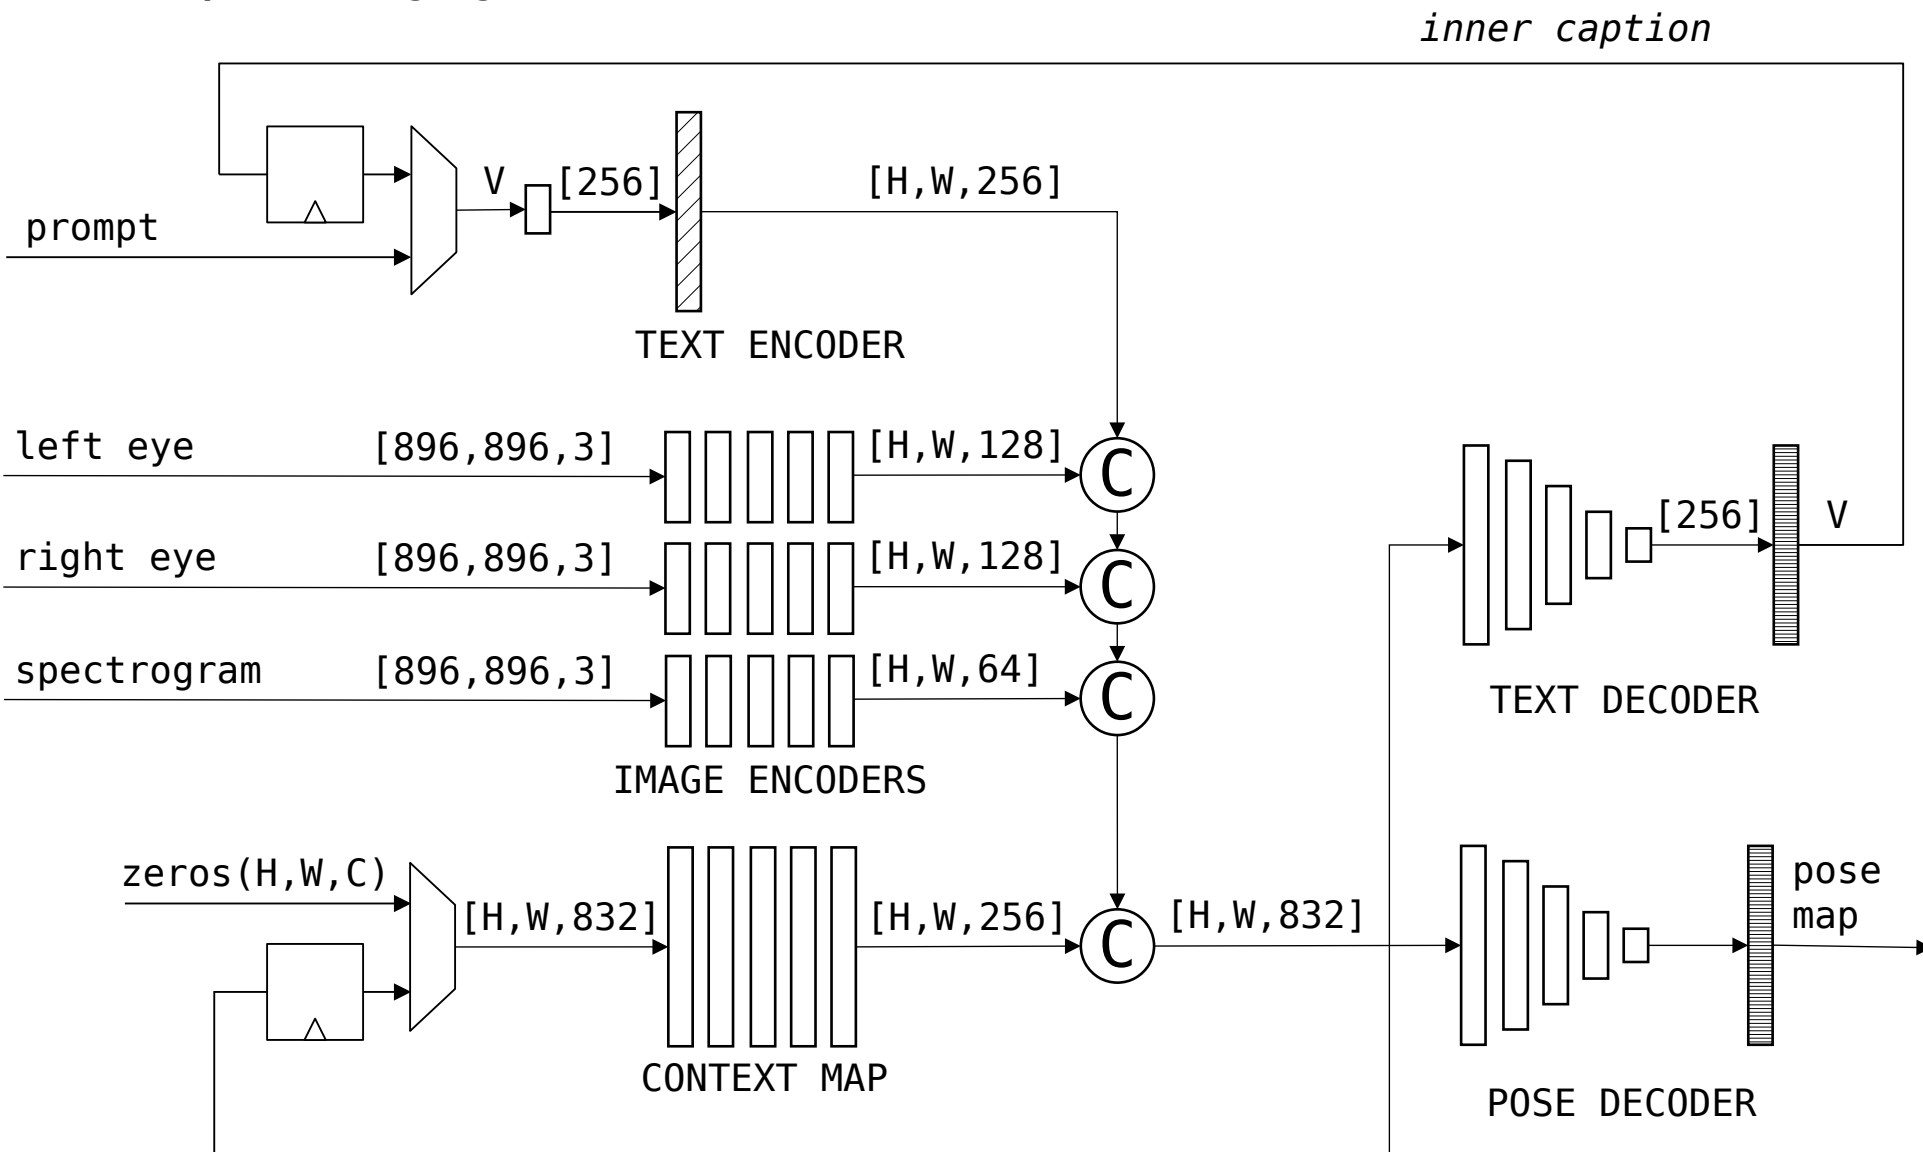 inner caption
V
[256]
[H,W,256]
prompt
TEXT ENCODER
left eye
[896,896,3]
[H,W,128]
C
right eye
[896,896,3]
[H,W,128]
C
[256]
V
spectrogram
[896,896,3]
[H,W,64]
C
TEXT DECODER
IMAGE ENCODERS
zeros(H,W,C)
[H,W,832]
[H,W,256]
C
[H,W,832]
pose
map
CONTEXT MAP
POSE DECODER